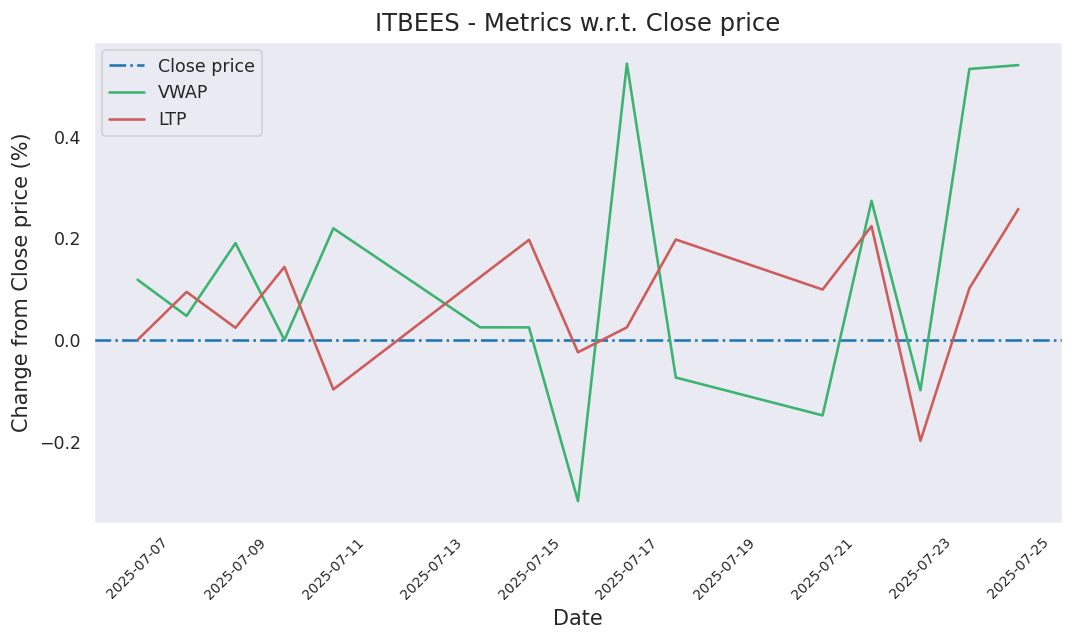 ITBEES - Metrics w.r.t. Close price
Close price
VWAP
LTP
Change from Close price (%)
0.4
0.2
0.0
−0.2
2025-07-07
2025-07-09
2025-07-11
2025-07-13
2025-07-15
2025-07-17
2025-07-19
2025-07-21
2025-07-23
2025-07-25
Date